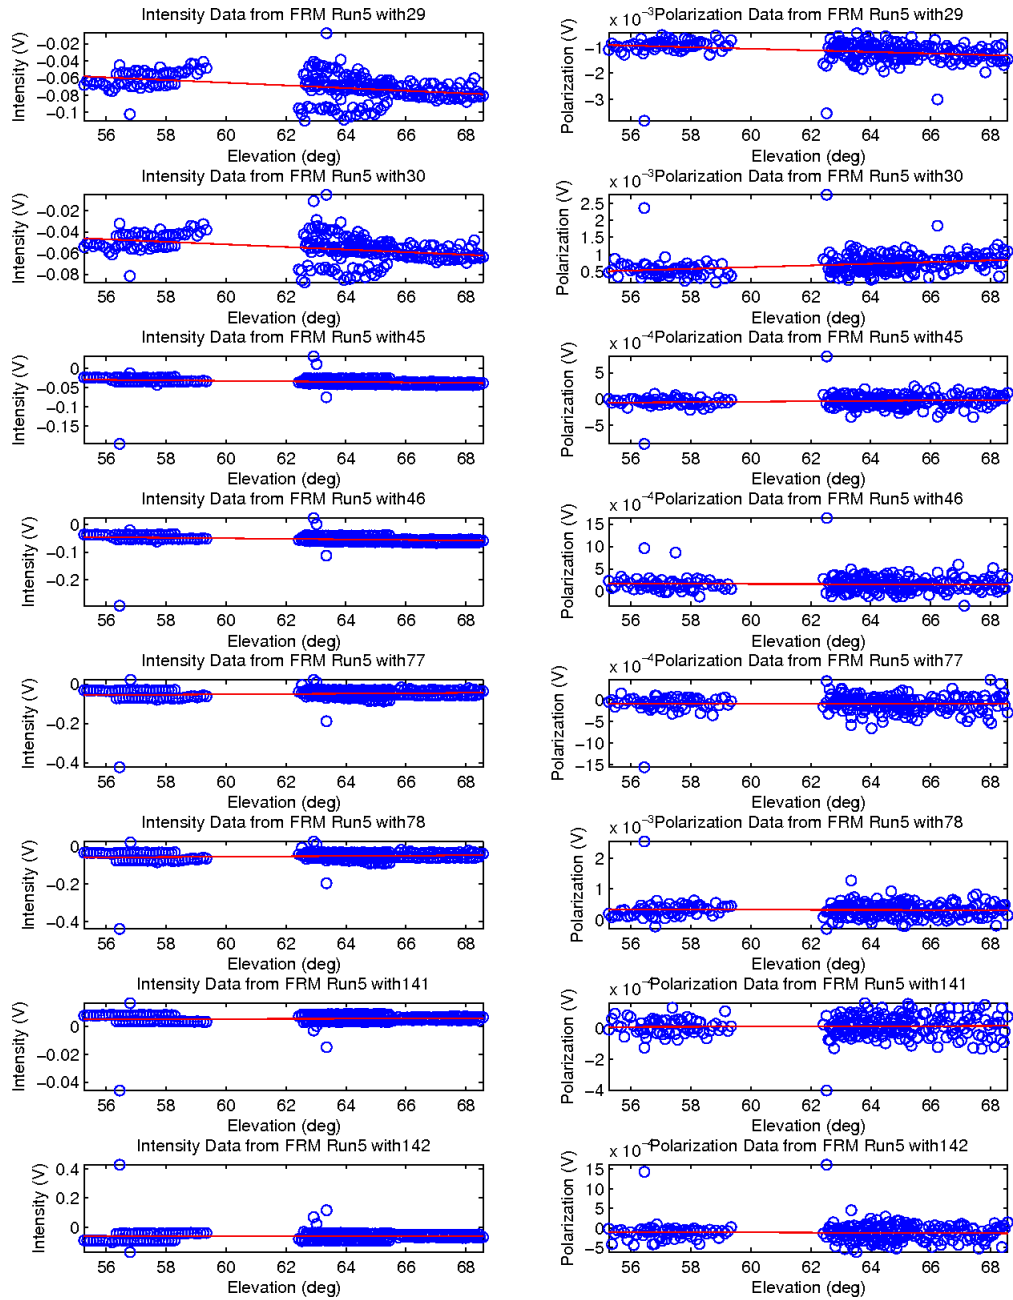 Intensity Data from FRM Run5 with29
Intensity (V)
−0.02
−0.04
−0.06
−0.08
−0.1
56 58 60 62 64 66 68
Elevation (deg)
x 10⁻³ Polarization Data from FRM Run5 with29
Polarization (V)
−1
−2
−3
56 58 60 62 64 66 68
Elevation (deg)
Intensity Data from FRM Run5 with30
Intensity (V)
−0.02
−0.04
−0.06
−0.08
56 58 60 62 64 66 68
Elevation (deg)
x 10⁻³ Polarization Data from FRM Run5 with30
Polarization (V)
2.5
2
1.5
1
0.5
56 58 60 62 64 66 68
Elevation (deg)
Intensity Data from FRM Run5 with45
Intensity (V)
0
−0.05
−0.1
−0.15
56 58 60 62 64 66 68
Elevation (deg)
x 10⁻⁴ Polarization Data from FRM Run5 with45
Polarization (V)
5
0
−5
56 58 60 62 64 66 68
Elevation (deg)
Intensity Data from FRM Run5 with46
Intensity (V)
0
−0.1
−0.2
56 58 60 62 64 66 68
Elevation (deg)
x 10⁻⁴ Polarization Data from FRM Run5 with46
Polarization (V)
15
10
5
0
56 58 60 62 64 66 68
Elevation (deg)
Intensity Data from FRM Run5 with77
Intensity (V)
0
−0.2
−0.4
56 58 60 62 64 66 68
Elevation (deg)
x 10⁻⁴ Polarization Data from FRM Run5 with77
Polarization (V)
0
−5
−10
−15
56 58 60 62 64 66 68
Elevation (deg)
Intensity Data from FRM Run5 with78
Intensity (V)
0
−0.2
−0.4
56 58 60 62 64 66 68
Elevation (deg)
x 10⁻³ Polarization Data from FRM Run5 with78
Polarization (V)
2
1
0
56 58 60 62 64 66 68
Elevation (deg)
Intensity Data from FRM Run5 with141
Intensity (V)
0
−0.02
−0.04
56 58 60 62 64 66 68
Elevation (deg)
x 10⁻⁴ Polarization Data from FRM Run5 with141
Polarization (V)
0
−2
−4
56 58 60 62 64 66 68
Elevation (deg)
Intensity Data from FRM Run5 with142
Intensity (V)
0.4
0.2
0
56 58 60 62 64 66 68
Elevation (deg)
x 10⁻⁴ Polarization Data from FRM Run5 with142
Polarization (V)
15
10
5
0
−5
56 58 60 62 64 66 68
Elevation (deg)